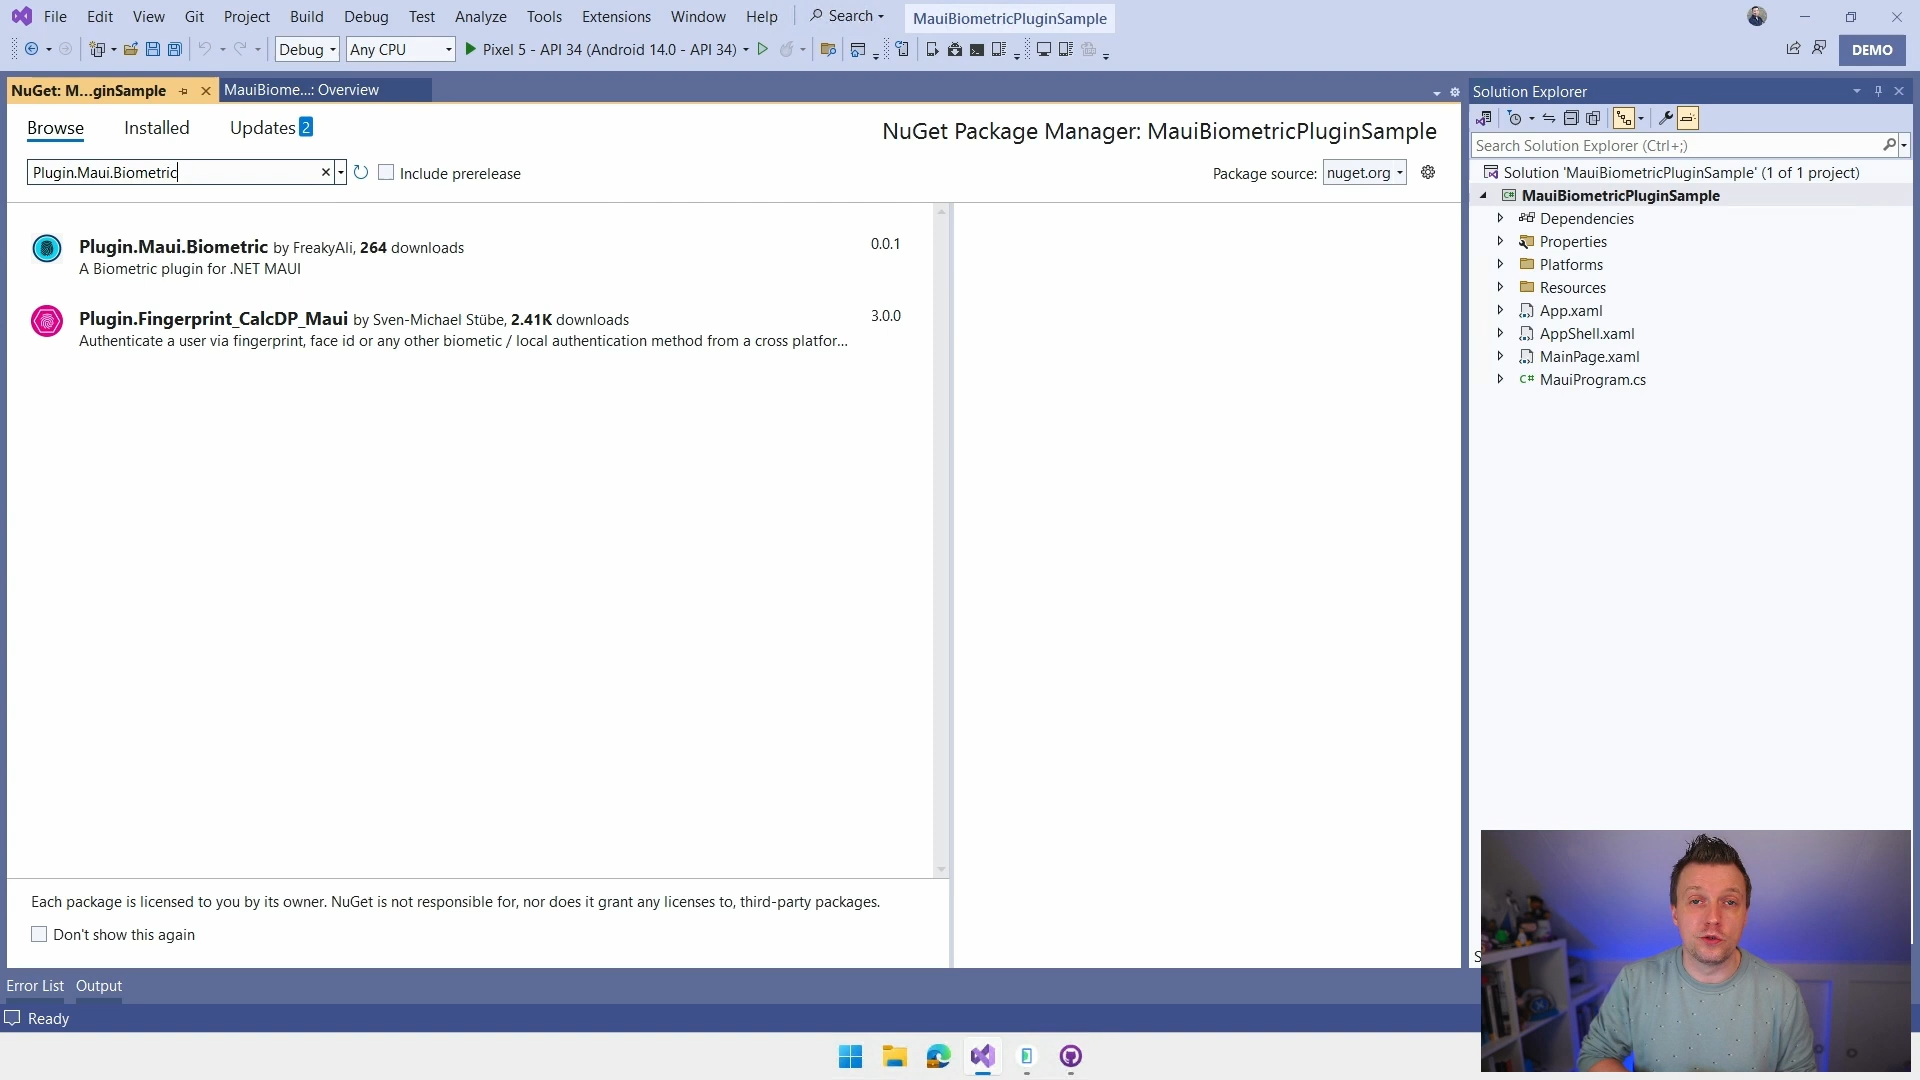 File Edit View Git Project Build Debug Test Analyze Tools Extensions Window Help Search MauiBiometricPluginSample
Debug Any CPU Pixel 5 - API 34 (Android 14.0 - API 34) DEMO
NuGet: M...ginSample MauiBiome...: Overview
Browse Installed Updates 2
NuGet Package Manager: MauiBiometricPluginSample
Plugin.Maui.Biometric Include prerelease Package source: nuget.org
Plugin.Maui.Biometric by FreakyAli, 264 downloads 0.0.1
A Biometric plugin for .NET MAUI
Plugin.Fingerprint_CalcDP_Maui by Sven-Michael Stübe, 2.41K downloads 3.0.0
Authenticate a user via fingerprint, face id or any other biometic / local authentication method from a cross platfor...
Each package is licensed to you by its owner. NuGet is not responsible for, nor does it grant any licenses to, third-party packages.
Don't show this again
Solution Explorer
Search Solution Explorer (Ctrl+;)
Solution 'MauiBiometricPluginSample' (1 of 1 project)
C# MauiBiometricPluginSample
Dependencies
Properties
Platforms
Resources
App.xaml
AppShell.xaml
MainPage.xaml
C# MauiProgram.cs
Error List Output
Ready